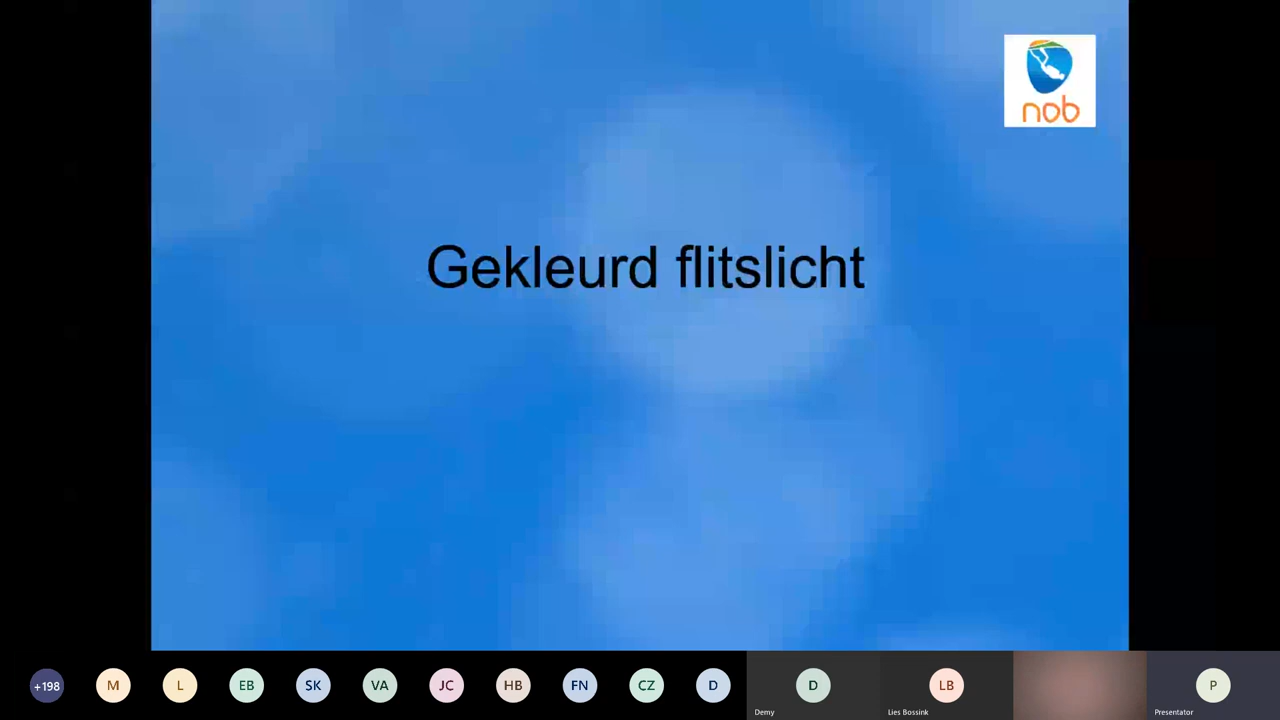 nob
Gekleurd flitslicht
+198
M
L
EB
SK
VA
JC
HB
FN
CZ
D
D
LB
P
Demy
Lies Bossink
Presentator